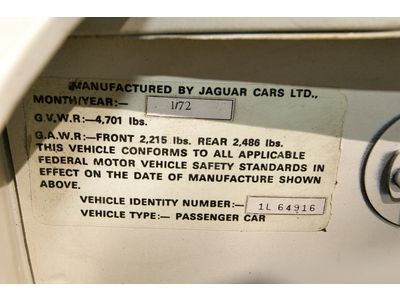 MANUFACTURED BY JAGUAR CARS LTD.,
MONTH/YEAR:— 1/72
G.V.W.R:—4,701 lbs.
G.A.W.R:—FRONT 2,215 lbs. REAR 2,486 lbs.
THIS VEHICLE CONFORMS TO ALL APPLICABLE
FEDERAL MOTOR VEHICLE SAFETY STANDARDS IN
EFFECT ON THE DATE OF MANUFACTURE SHOWN
ABOVE.
VEHICLE IDENTITY NUMBER:— 1L 64916
VEHICLE TYPE:— PASSENGER CAR